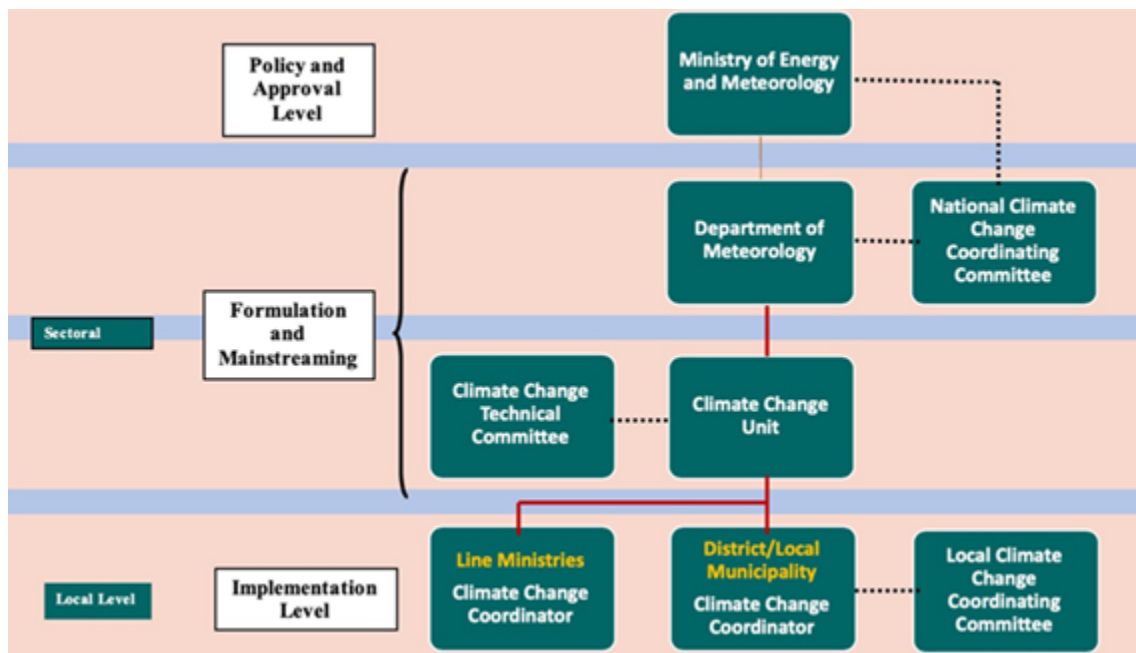 Policy and
Approval
Level
Ministry of Energy
and Meteorology
Department of
Meteorology
National Climate
Change
Coordinating
Committee
Sectoral
Formulation
and
Mainstreaming
Climate Change
Technical
Committee
Climate Change
Unit
Local Level
Implementation
Level
Line Ministries
Climate Change
Coordinator
District/Local
Municipality
Climate Change
Coordinator
Local Climate
Change
Coordinating
Committee